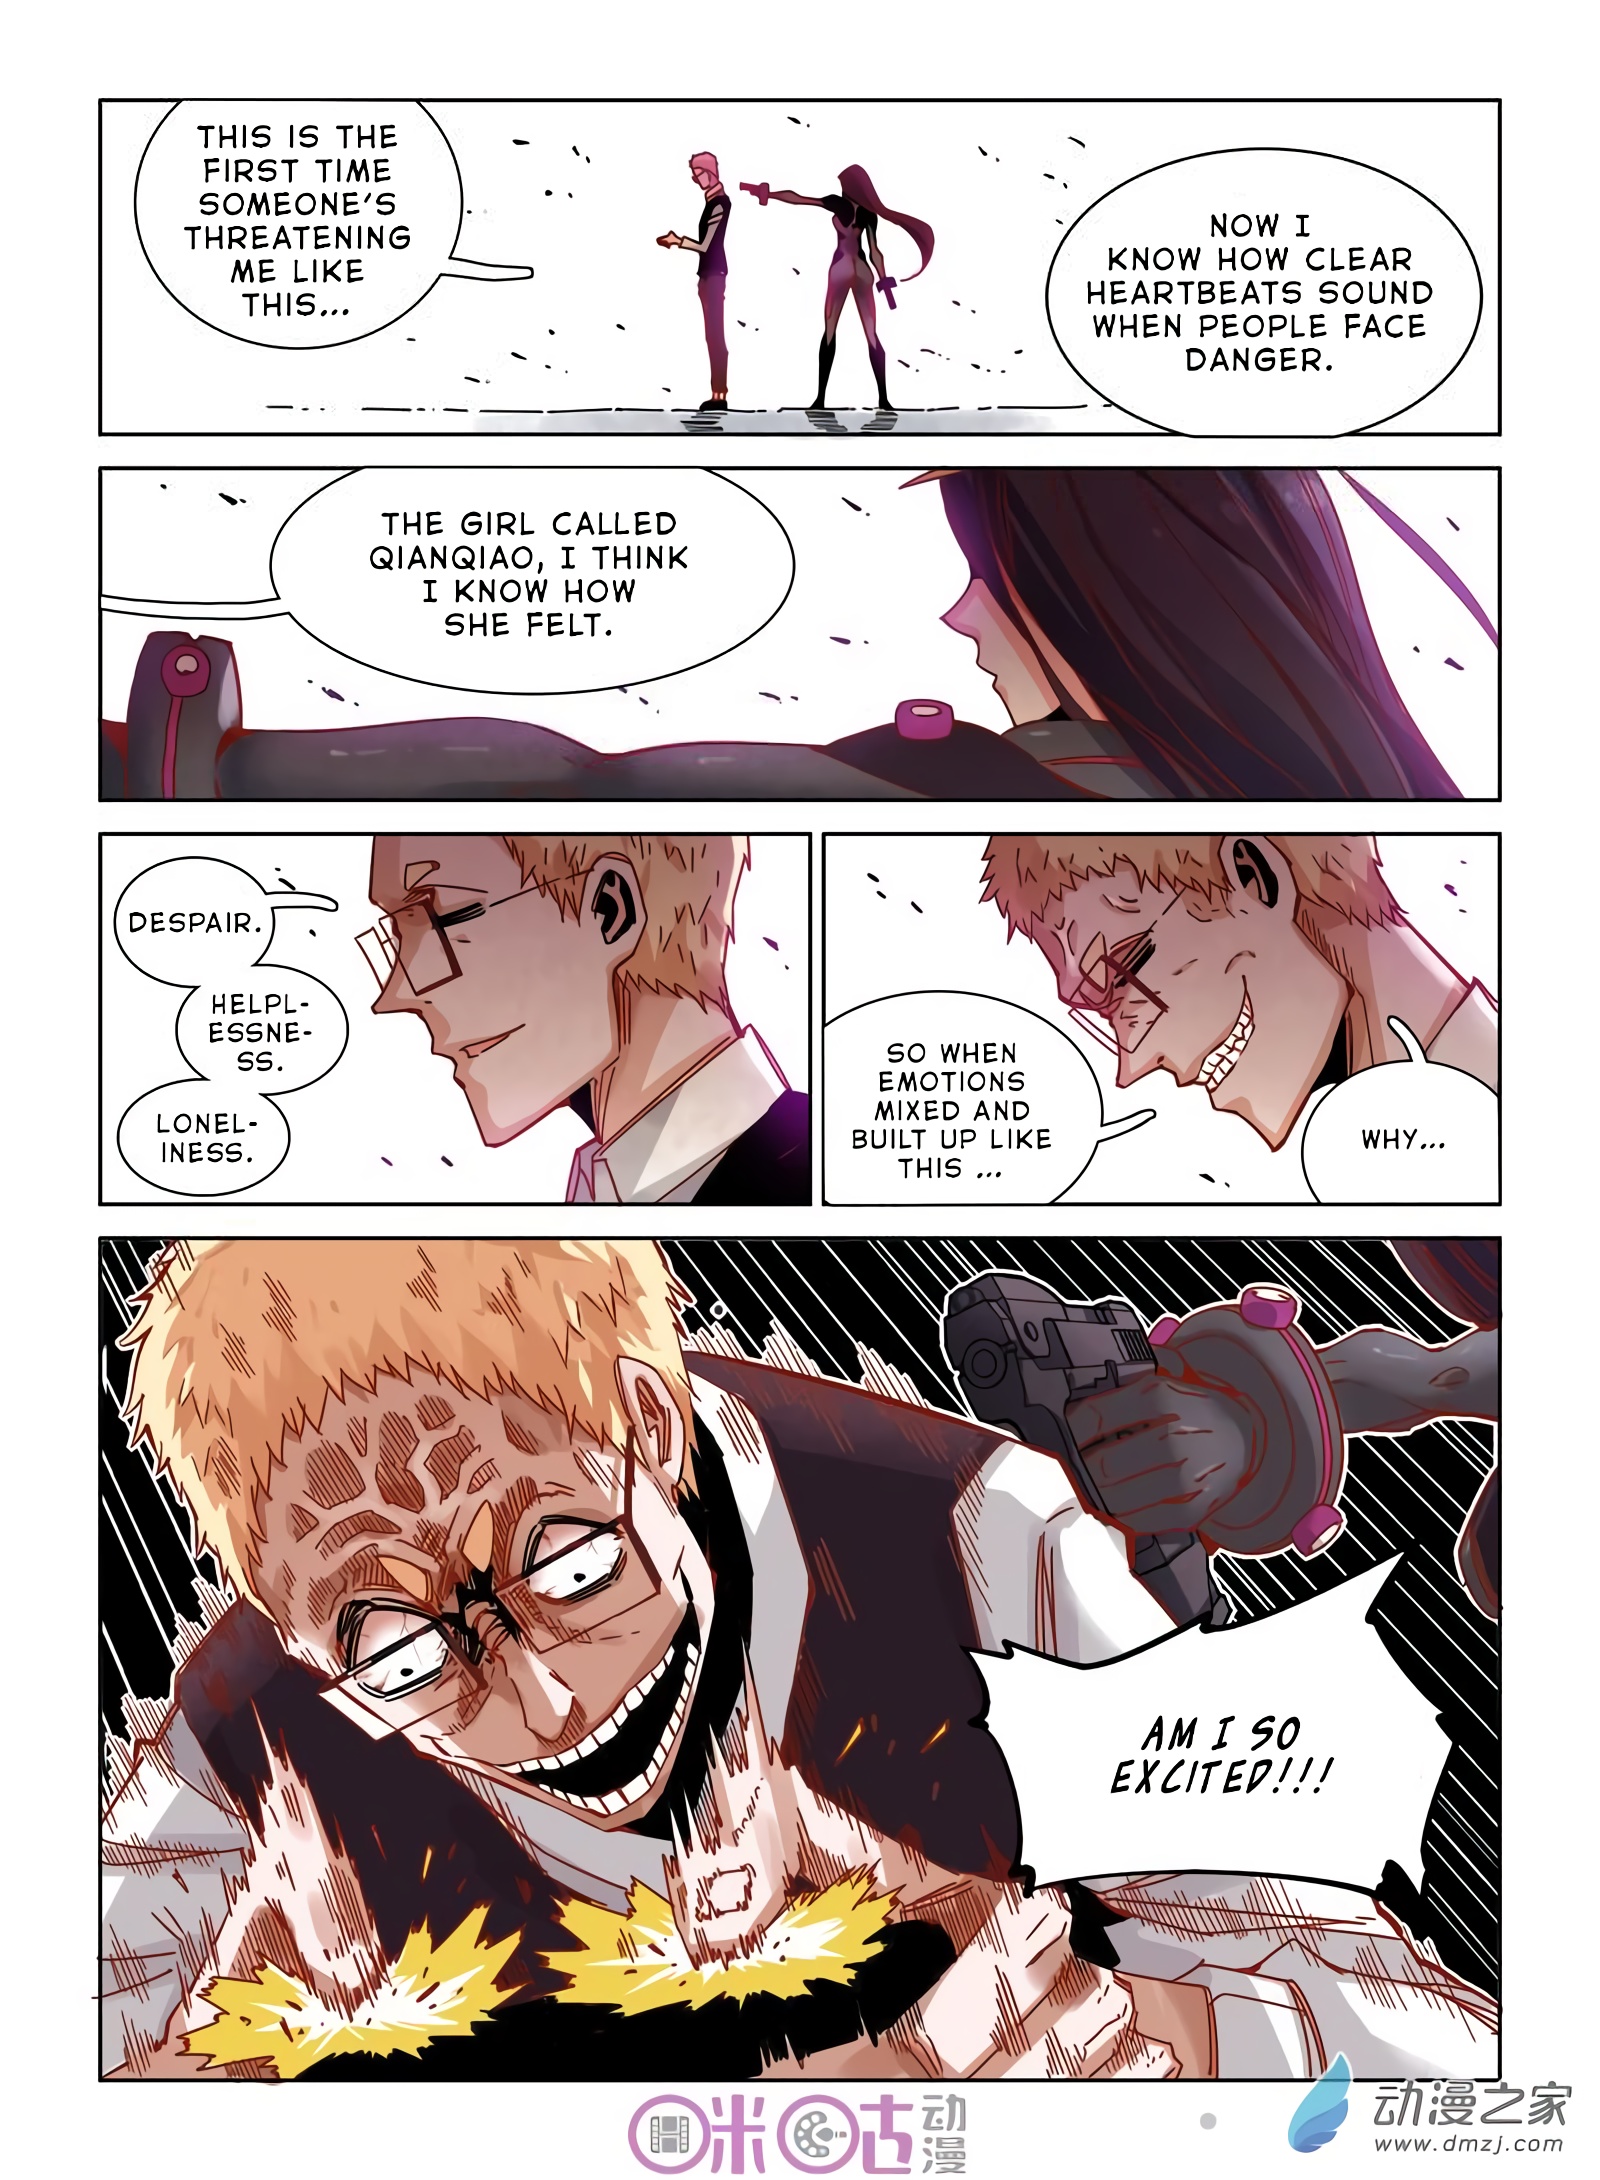 THIS IS THE
FIRST TIME
SOMEONE'S
THREATENING
ME LIKE
THIS...
NOW I
KNOW HOW CLEAR
HEARTBEATS SOUND
WHEN PEOPLE FACE
DANGER.
THE GIRL CALLED
QIANQIAO, I THINK
I KNOW HOW
SHE FELT.
DESPAIR.
HELPL-
ESSNE-
SS.
LONEL-
INESS.
SO WHEN
EMOTIONS
MIXED AND
BUILT UP LIKE
THIS ...
WHY...
AM I SO
EXCITED!!!
咪咕动漫
动漫之家
www.dmzj.com